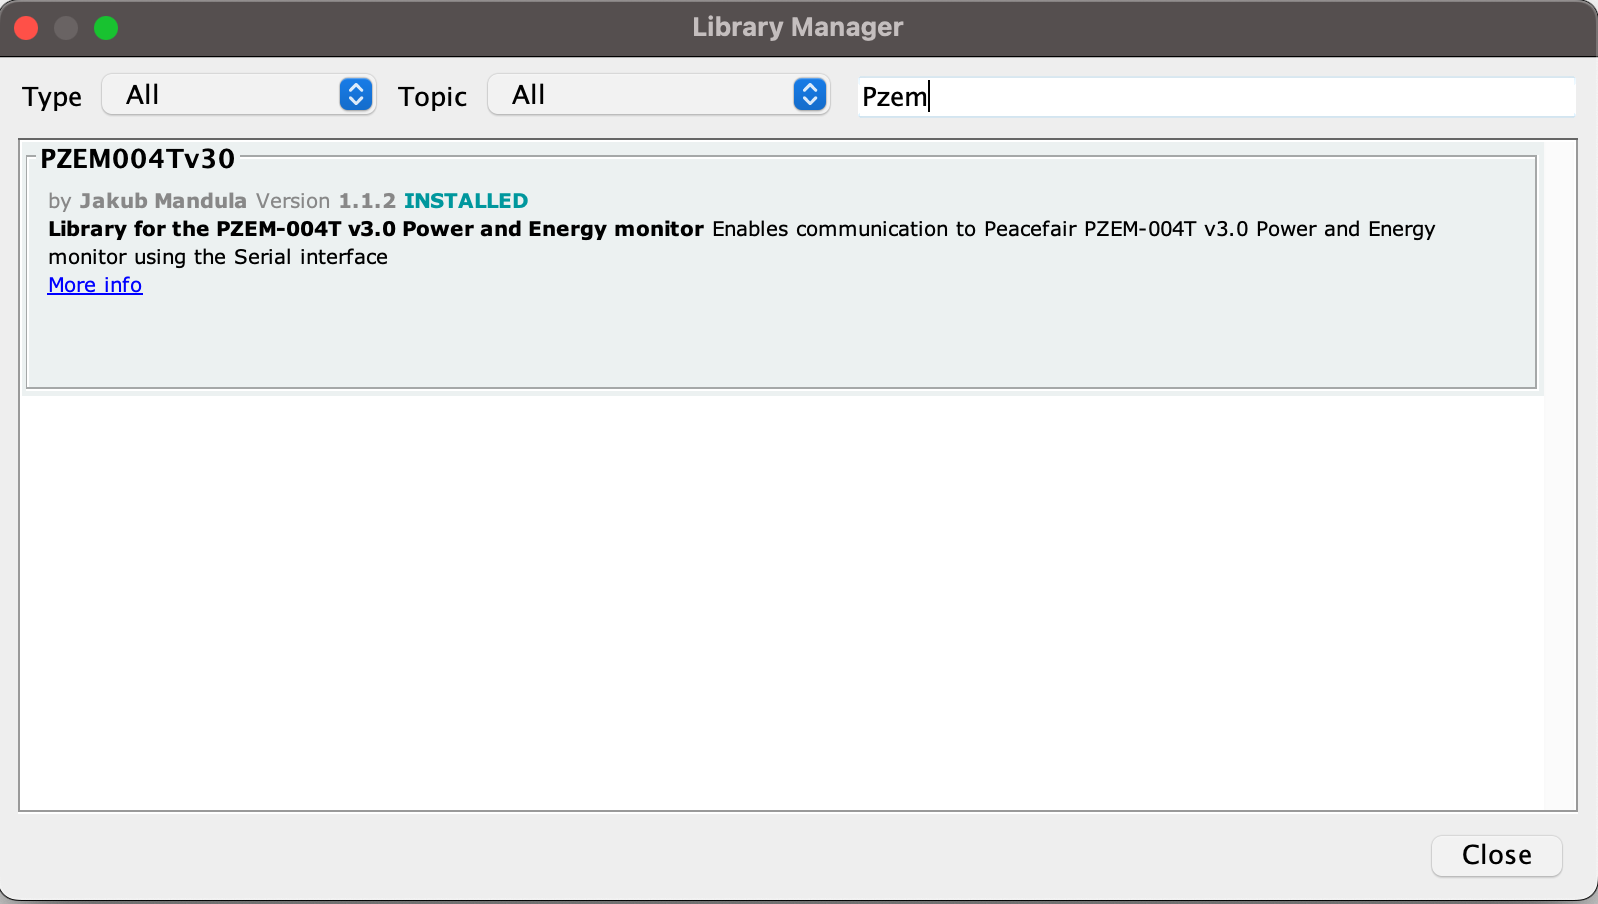 Library Manager
Type All Topic All Pzem
PZEM004Tv30
by Jakub Mandula Version 1.1.2 INSTALLED
Library for the PZEM-004T v3.0 Power and Energy monitor Enables communication to Peacefair PZEM-004T v3.0 Power and Energy
monitor using the Serial interface
More info
Close